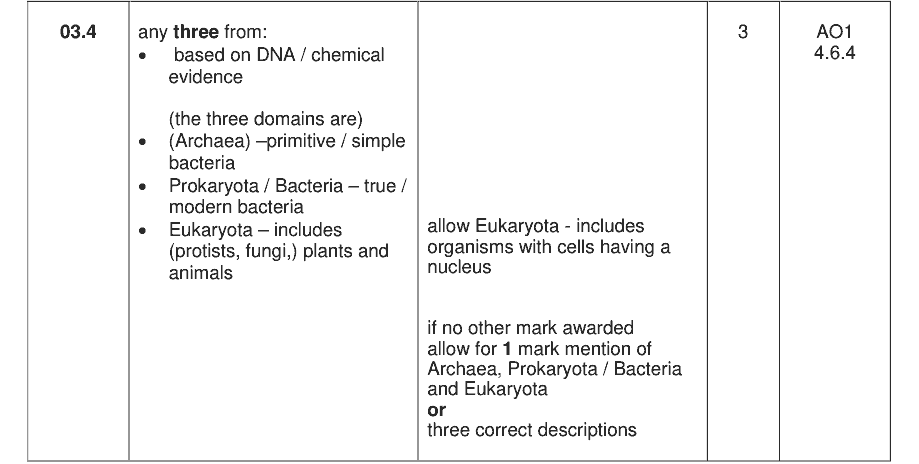 03.4
any three from:
• based on DNA / chemical
evidence
(the three domains are)
• (Archaea) –primitive / simple
bacteria
• Prokaryota / Bacteria – true /
modern bacteria
• Eukaryota – includes
(protists, fungi,) plants and
animals
allow Eukaryota - includes
organisms with cells having a
nucleus
if no other mark awarded
allow for 1 mark mention of
Archaea, Prokaryota / Bacteria
and Eukaryota
or
three correct descriptions
3
AO1
4.6.4